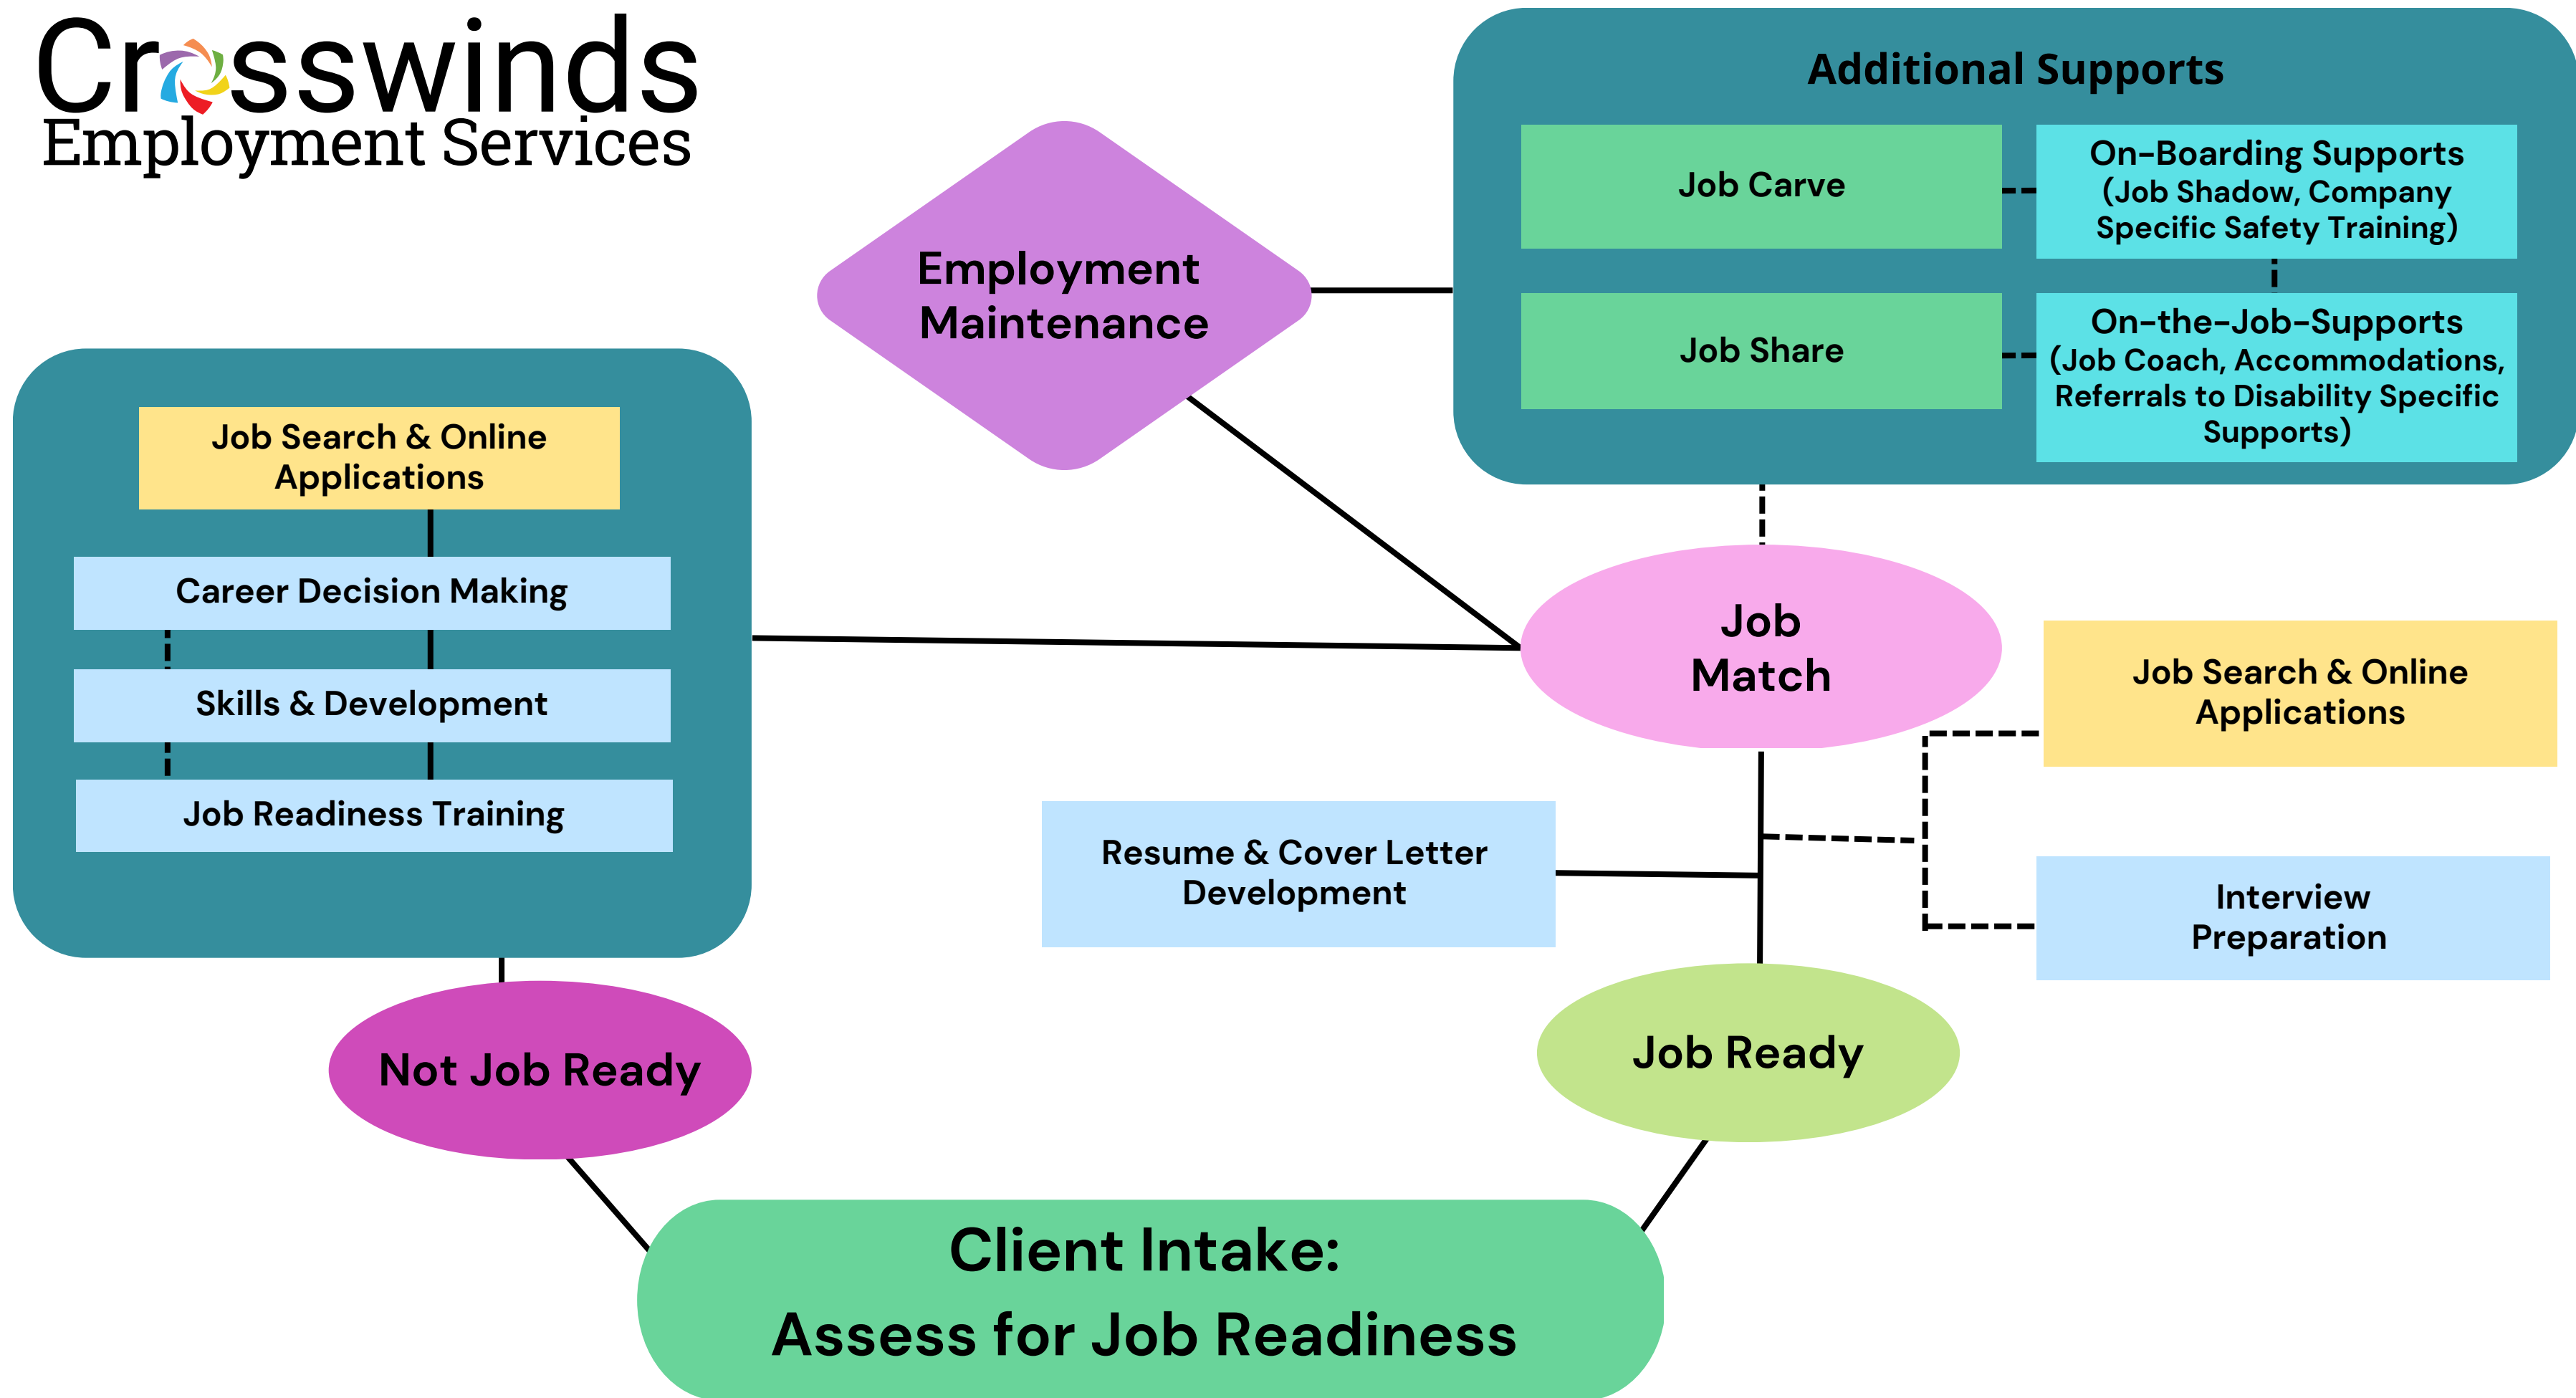 Crosswinds
Employment Services
Additional Supports
Job Carve
On-Boarding Supports
(Job Shadow, Company
Specific Safety Training)
Job Share
On-the-Job-Supports
(Job Coach, Accommodations,
Referrals to Disability Specific
Supports)
Employment
Maintenance
Job Search & Online
Applications
Career Decision Making
Skills & Development
Job Readiness Training
Job
Match
Job Search & Online
Applications
Resume & Cover Letter
Development
Interview
Preparation
Not Job Ready
Job Ready
Client Intake:
Assess for Job Readiness